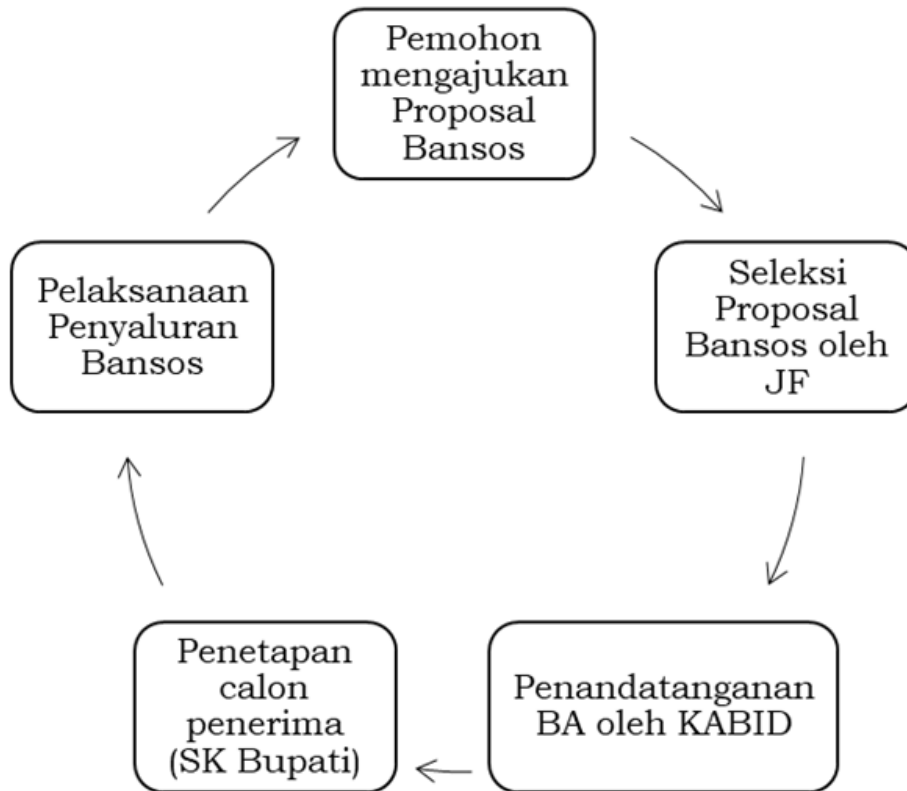 Pemohon
mengajukan
Proposal
Bansos
Seleksi
Proposal
Bansos oleh
JF
Penandatanganan
BA oleh KABID
Penetapan
calon
penerima
(SK Bupati)
Pelaksanaan
Penyaluran
Bansos